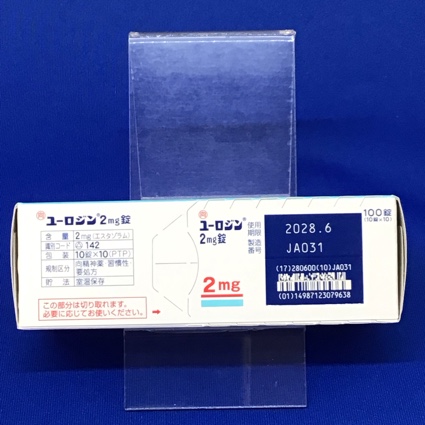 向 ユーロジン® 2mg錠
含 量 2mg(エスタゾラム)
識別コード 142
包 装 10錠×10(PTP)
規制区分 向精神薬 習慣性
要処方
貯 法 室温保存
この部分は切り取れます。
必要に応じてお使いください。→
向 ユーロジン®
2mg錠
2mg
使用
期限
製造
番号
2028.6
JA031
(17)280600(10)JA031
(01)14987123079638
100錠
(10錠×10)